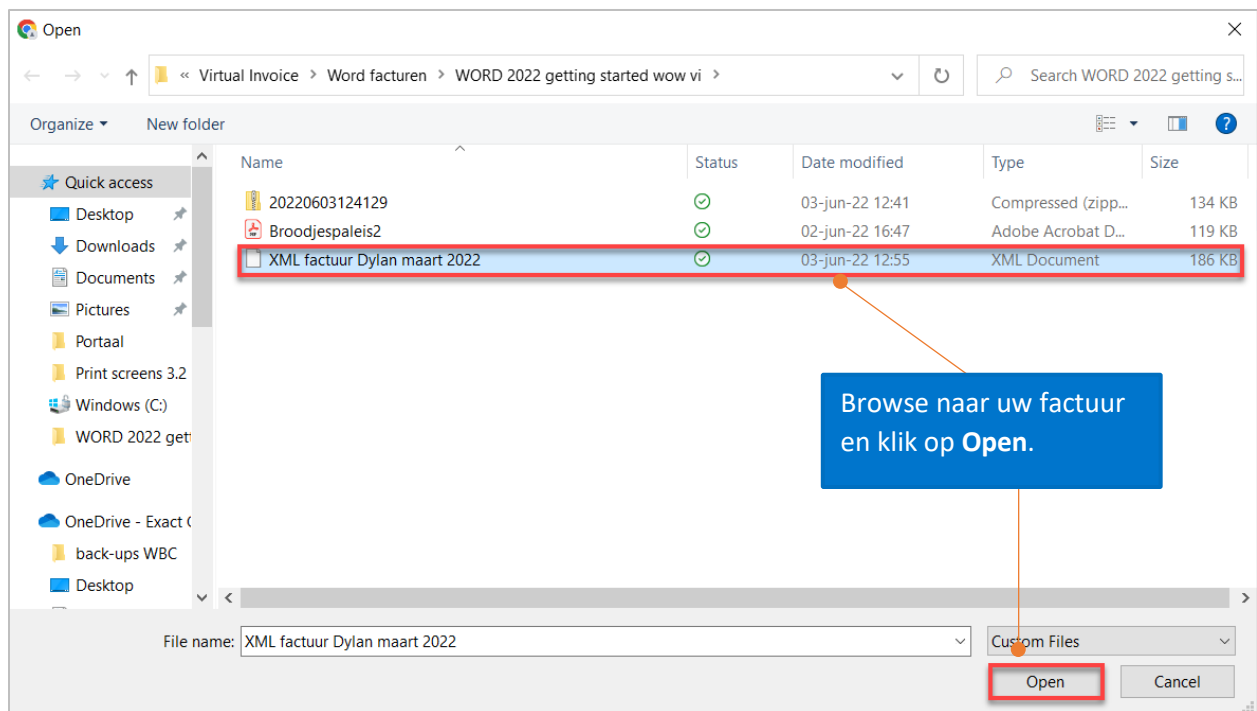 Open
« Virtual Invoice > Word facturen > WORD 2022 getting started wow vi >
Search WORD 2022 getting s...
Organize New folder
?
Name Status Date modified Type Size
Quick access
Desktop
Downloads
Documents
Pictures
Portaal
Print screens 3.2
Windows (C:)
WORD 2022 gett
OneDrive
OneDrive - Exact
back-ups WBC
Desktop
20220603124129 03-jun-22 12:41 Compressed (zipp... 134 KB
Broodjespaleis2 02-jun-22 16:47 Adobe Acrobat D... 119 KB
XML factuur Dylan maart 2022 03-jun-22 12:55 XML Document 186 KB
Browse naar uw factuur
en klik op Open.
File name: XML factuur Dylan maart 2022 Custom Files
Open Cancel